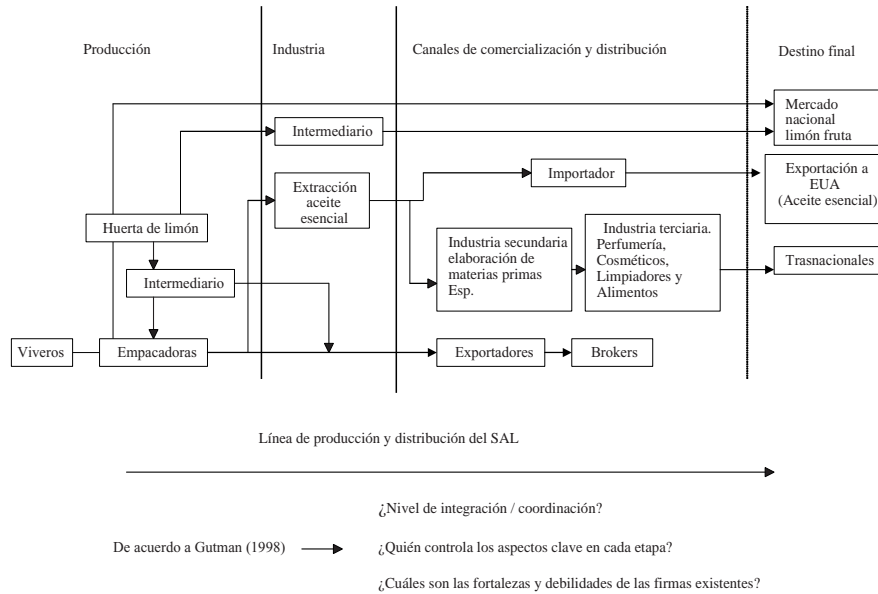 Producción
Industria
Canales de comercialización y distribución
Destino final
Mercado
nacional
limón fruta
Intermediario
Importador
Exportación a
EUA
(Aceite esencial)
Extracción
aceite
esencial
Huerta de limón
Industria secundaria
elaboración de
materias primas
Esp.
Industria terciaria.
Perfumería,
Cosméticos,
Limpiadores y
Alimentos
Trasnacionales
Intermediario
Viveros
Empacadoras
Exportadores
Brokers
Línea de producción y distribución del SAL
¿Nivel de integración / coordinación?
De acuerdo a Gutman (1998)
¿Quién controla los aspectos clave en cada etapa?
¿Cuáles son las fortalezas y debilidades de las firmas existentes?